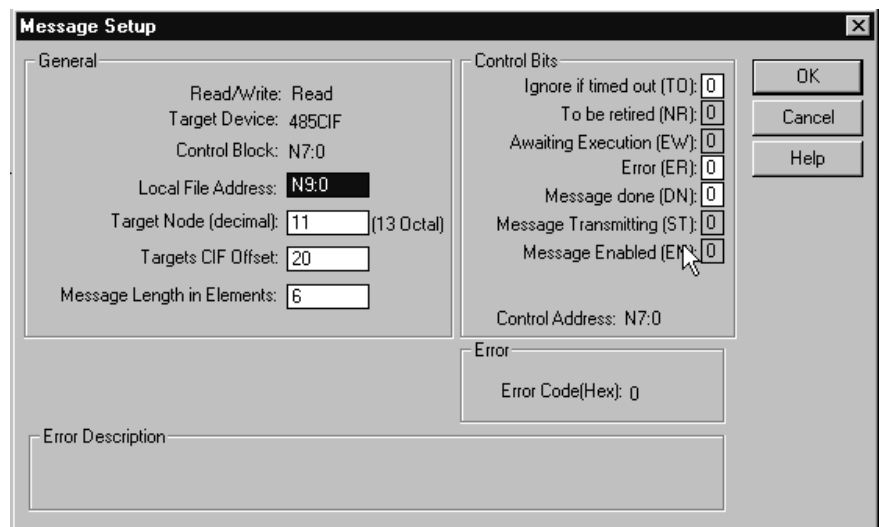 Message Setup
General
Read/Write: Read
Target Device: 485CIF
Control Block: N7:0
Local File Address: N9:0
Target Node (decimal): 11 (13 Octal)
Targets CIF Offset: 20
Message Length in Elements: 6
Control Bits
Ignore if timed out (TO): 0
To be retired (NR): 0
Awaiting Execution (EW): 0
Error (ER): 0
Message done (DN): 0
Message Transmitting (ST): 0
Message Enabled (EN): 0
Control Address: N7:0
Error
Error Code(Hex): 0
Error Description
OK
Cancel
Help